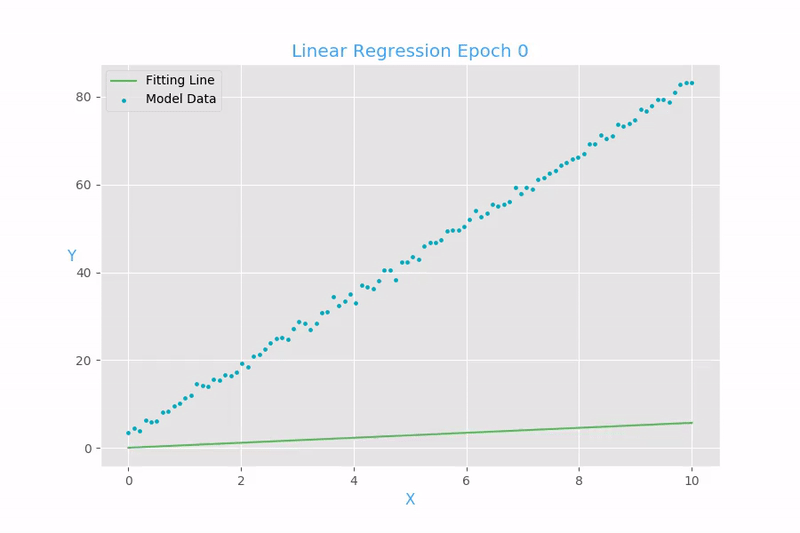 Linear Regression Epoch 0
Fitting Line
Model Data
80
60
Y
40
20
0
0 2 4 6 8 10
X